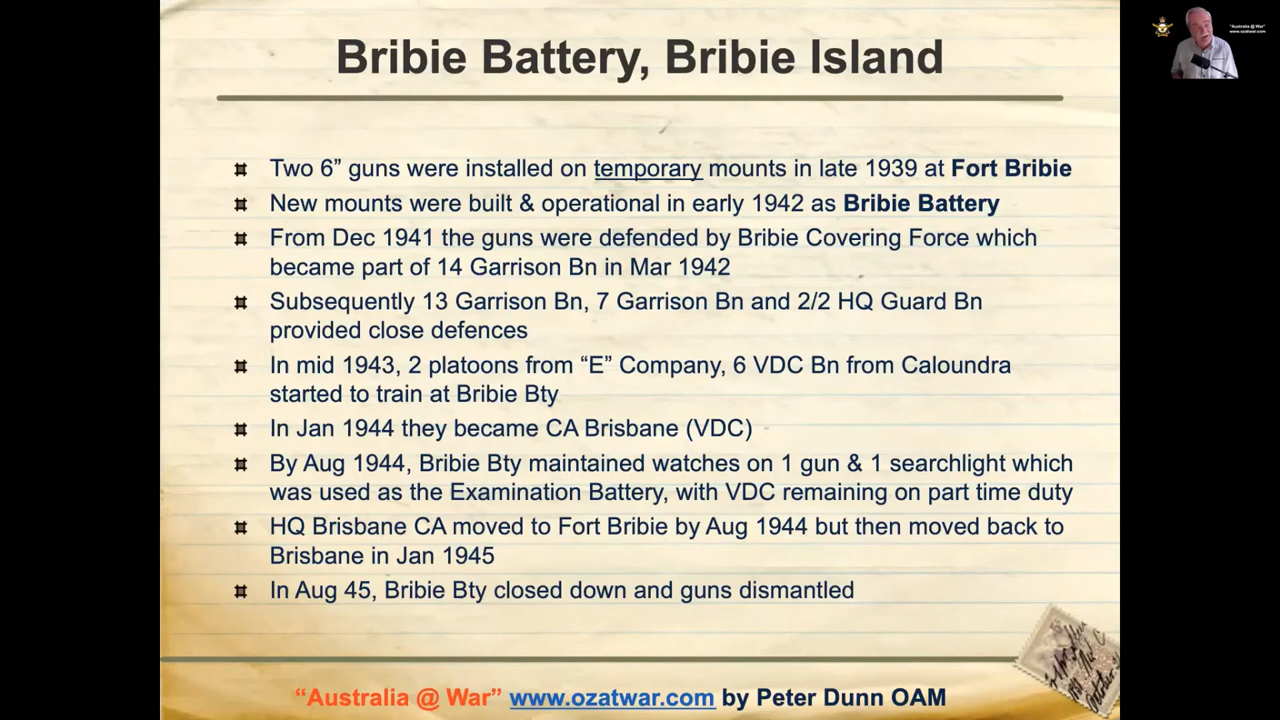 Bribie Battery, Bribie Island
"Australia @ War"
www.ozatwar.com
Two 6” guns were installed on temporary mounts in late 1939 at Fort Bribie
New mounts were built & operational in early 1942 as Bribie Battery
From Dec 1941 the guns were defended by Bribie Covering Force which
became part of 14 Garrison Bn in Mar 1942
Subsequently 13 Garrison Bn, 7 Garrison Bn and 2/2 HQ Guard Bn
provided close defences
In mid 1943, 2 platoons from “E” Company, 6 VDC Bn from Caloundra
started to train at Bribie Bty
In Jan 1944 they became CA Brisbane (VDC)
By Aug 1944, Bribie Bty maintained watches on 1 gun & 1 searchlight which
was used as the Examination Battery, with VDC remaining on part time duty
HQ Brisbane CA moved to Fort Bribie by Aug 1944 but then moved back to
Brisbane in Jan 1945
In Aug 45, Bribie Bty closed down and guns dismantled
“Australia @ War” www.ozatwar.com by Peter Dunn OAM